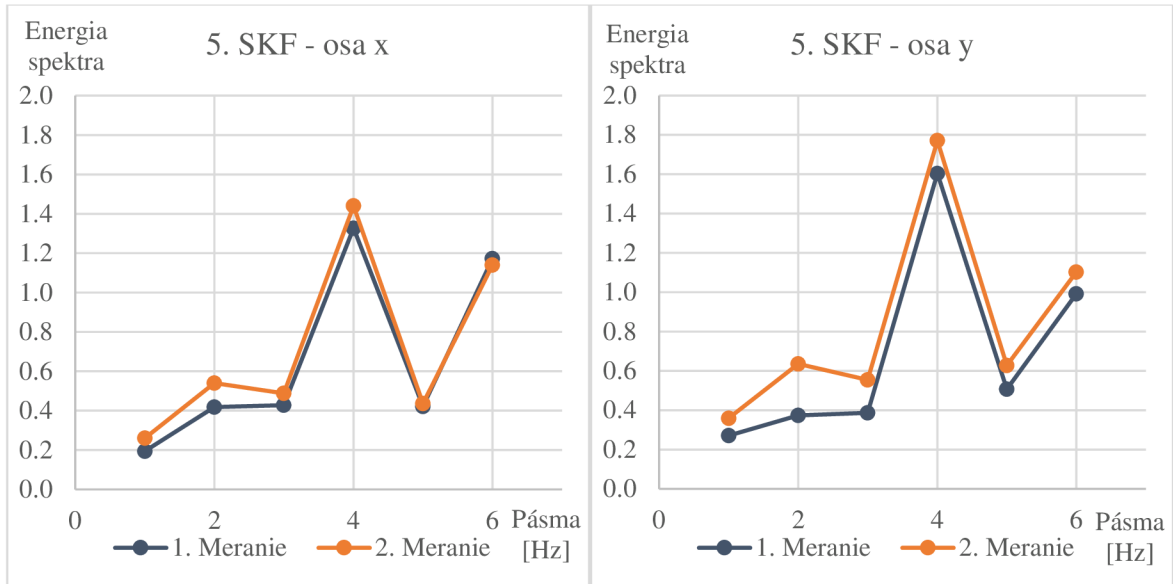 Energia
spektra
5. SKF - osa x
2.0
1.8
1.6
1.4
1.2
1.0
0.8
0.6
0.4
0.2
0.0
0 2 4 6 Pásma
[Hz]
1. Meranie 2. Meranie
Energia
spektra
5. SKF - osa y
2.0
1.8
1.6
1.4
1.2
1.0
0.8
0.6
0.4
0.2
0.0
0 2 4 6 Pásma
[Hz]
1. Meranie 2. Meranie